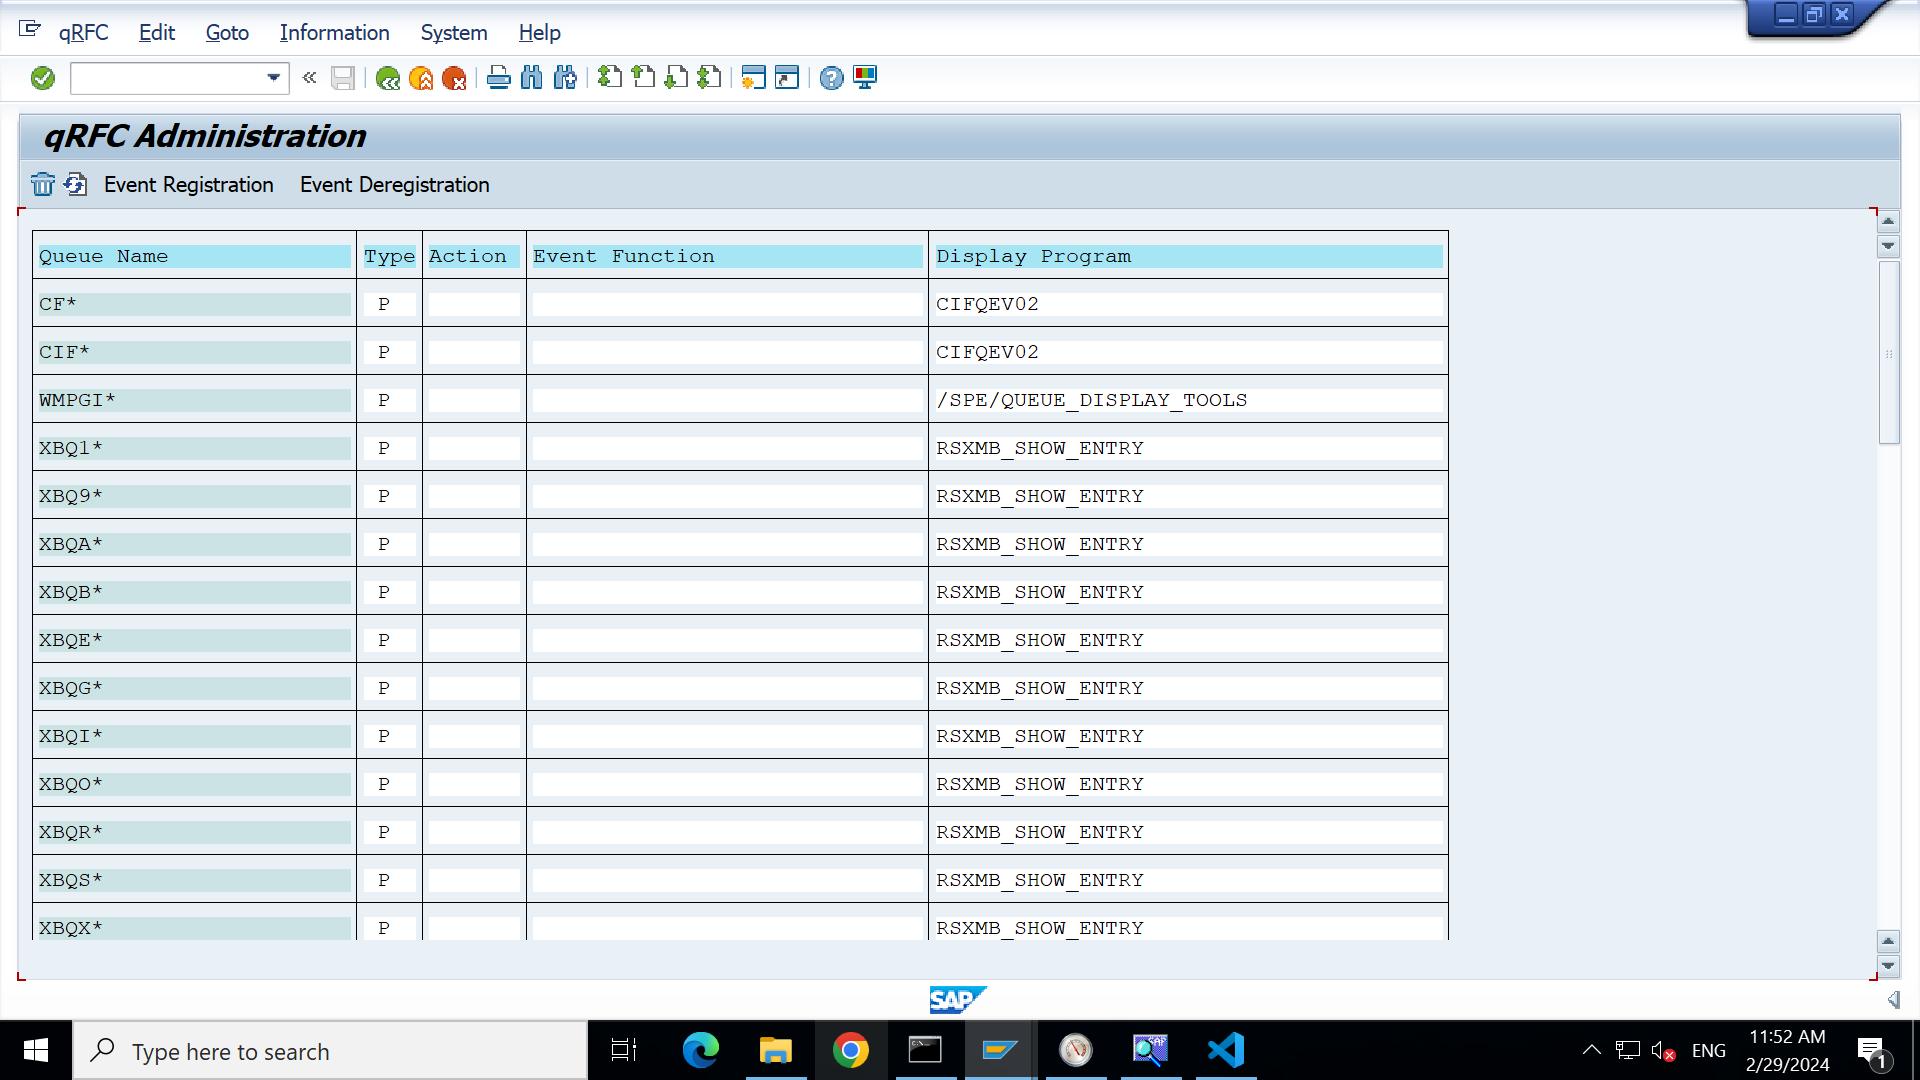 qRFC Edit Goto Information System Help
qRFC Administration
Event Registration Event Deregistration
Queue Name Type Action Event Function Display Program
CF* P CIFQEV02
CIF* P CIFQEV02
WMPGI* P /SPE/QUEUE_DISPLAY_TOOLS
XBQ1* P RSXMB_SHOW_ENTRY
XBQ9* P RSXMB_SHOW_ENTRY
XBQA* P RSXMB_SHOW_ENTRY
XBQB* P RSXMB_SHOW_ENTRY
XBQE* P RSXMB_SHOW_ENTRY
XBQG* P RSXMB_SHOW_ENTRY
XBQI* P RSXMB_SHOW_ENTRY
XBQO* P RSXMB_SHOW_ENTRY
XBQR* P RSXMB_SHOW_ENTRY
XBQS* P RSXMB_SHOW_ENTRY
XBQX* P RSXMB_SHOW_ENTRY
SAP
Type here to search
ENG
11:52 AM
2/29/2024
1